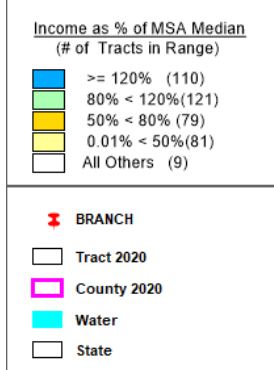 Income as % of MSA Median
(# of Tracts in Range)
>= 120% (110)
80% < 120%(121)
50% < 80% (79)
0.01% < 50%(81)
All Others (9)
BRANCH
Tract 2020
County 2020
Water
State